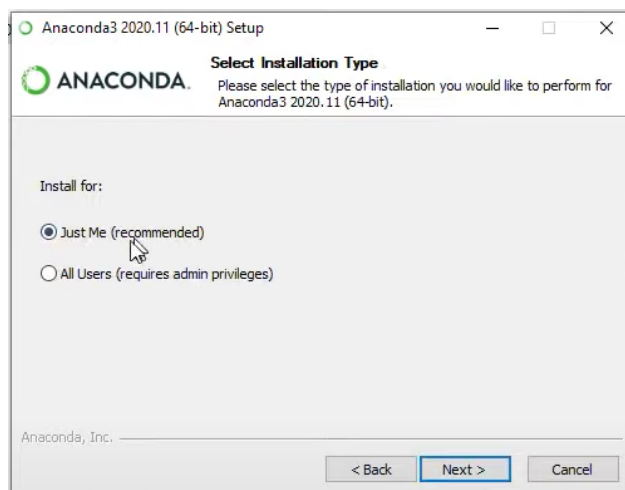 Anaconda3 2020.11 (64-bit) Setup
ANACONDA.
Select Installation Type
Please select the type of installation you would like to perform for
Anaconda3 2020.11 (64-bit).
Install for:
Just Me (recommended)
All Users (requires admin privileges)
Anaconda, Inc.
< Back
Next >
Cancel